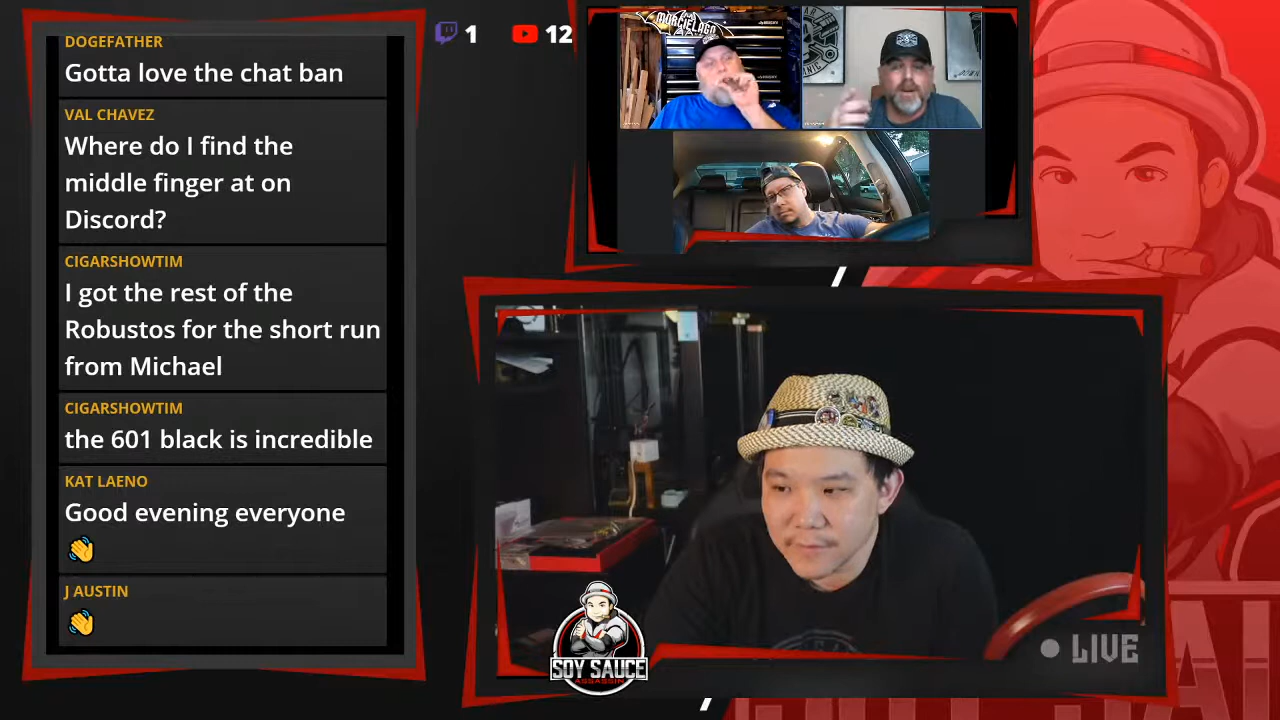 DOGEFATHER
Gotta love the chat ban
VAL CHAVEZ
Where do I find the
middle finger at on
Discord?
CIGARSHOWTIM
I got the rest of the
Robustos for the short run
from Michael
CIGARSHOWTIM
the 601 black is incredible
KAT LAENO
Good evening everyone
👋
J AUSTIN
👋
1
12
MURCIELAGO
SOY SAUCE
ASSASSIN
LIVE